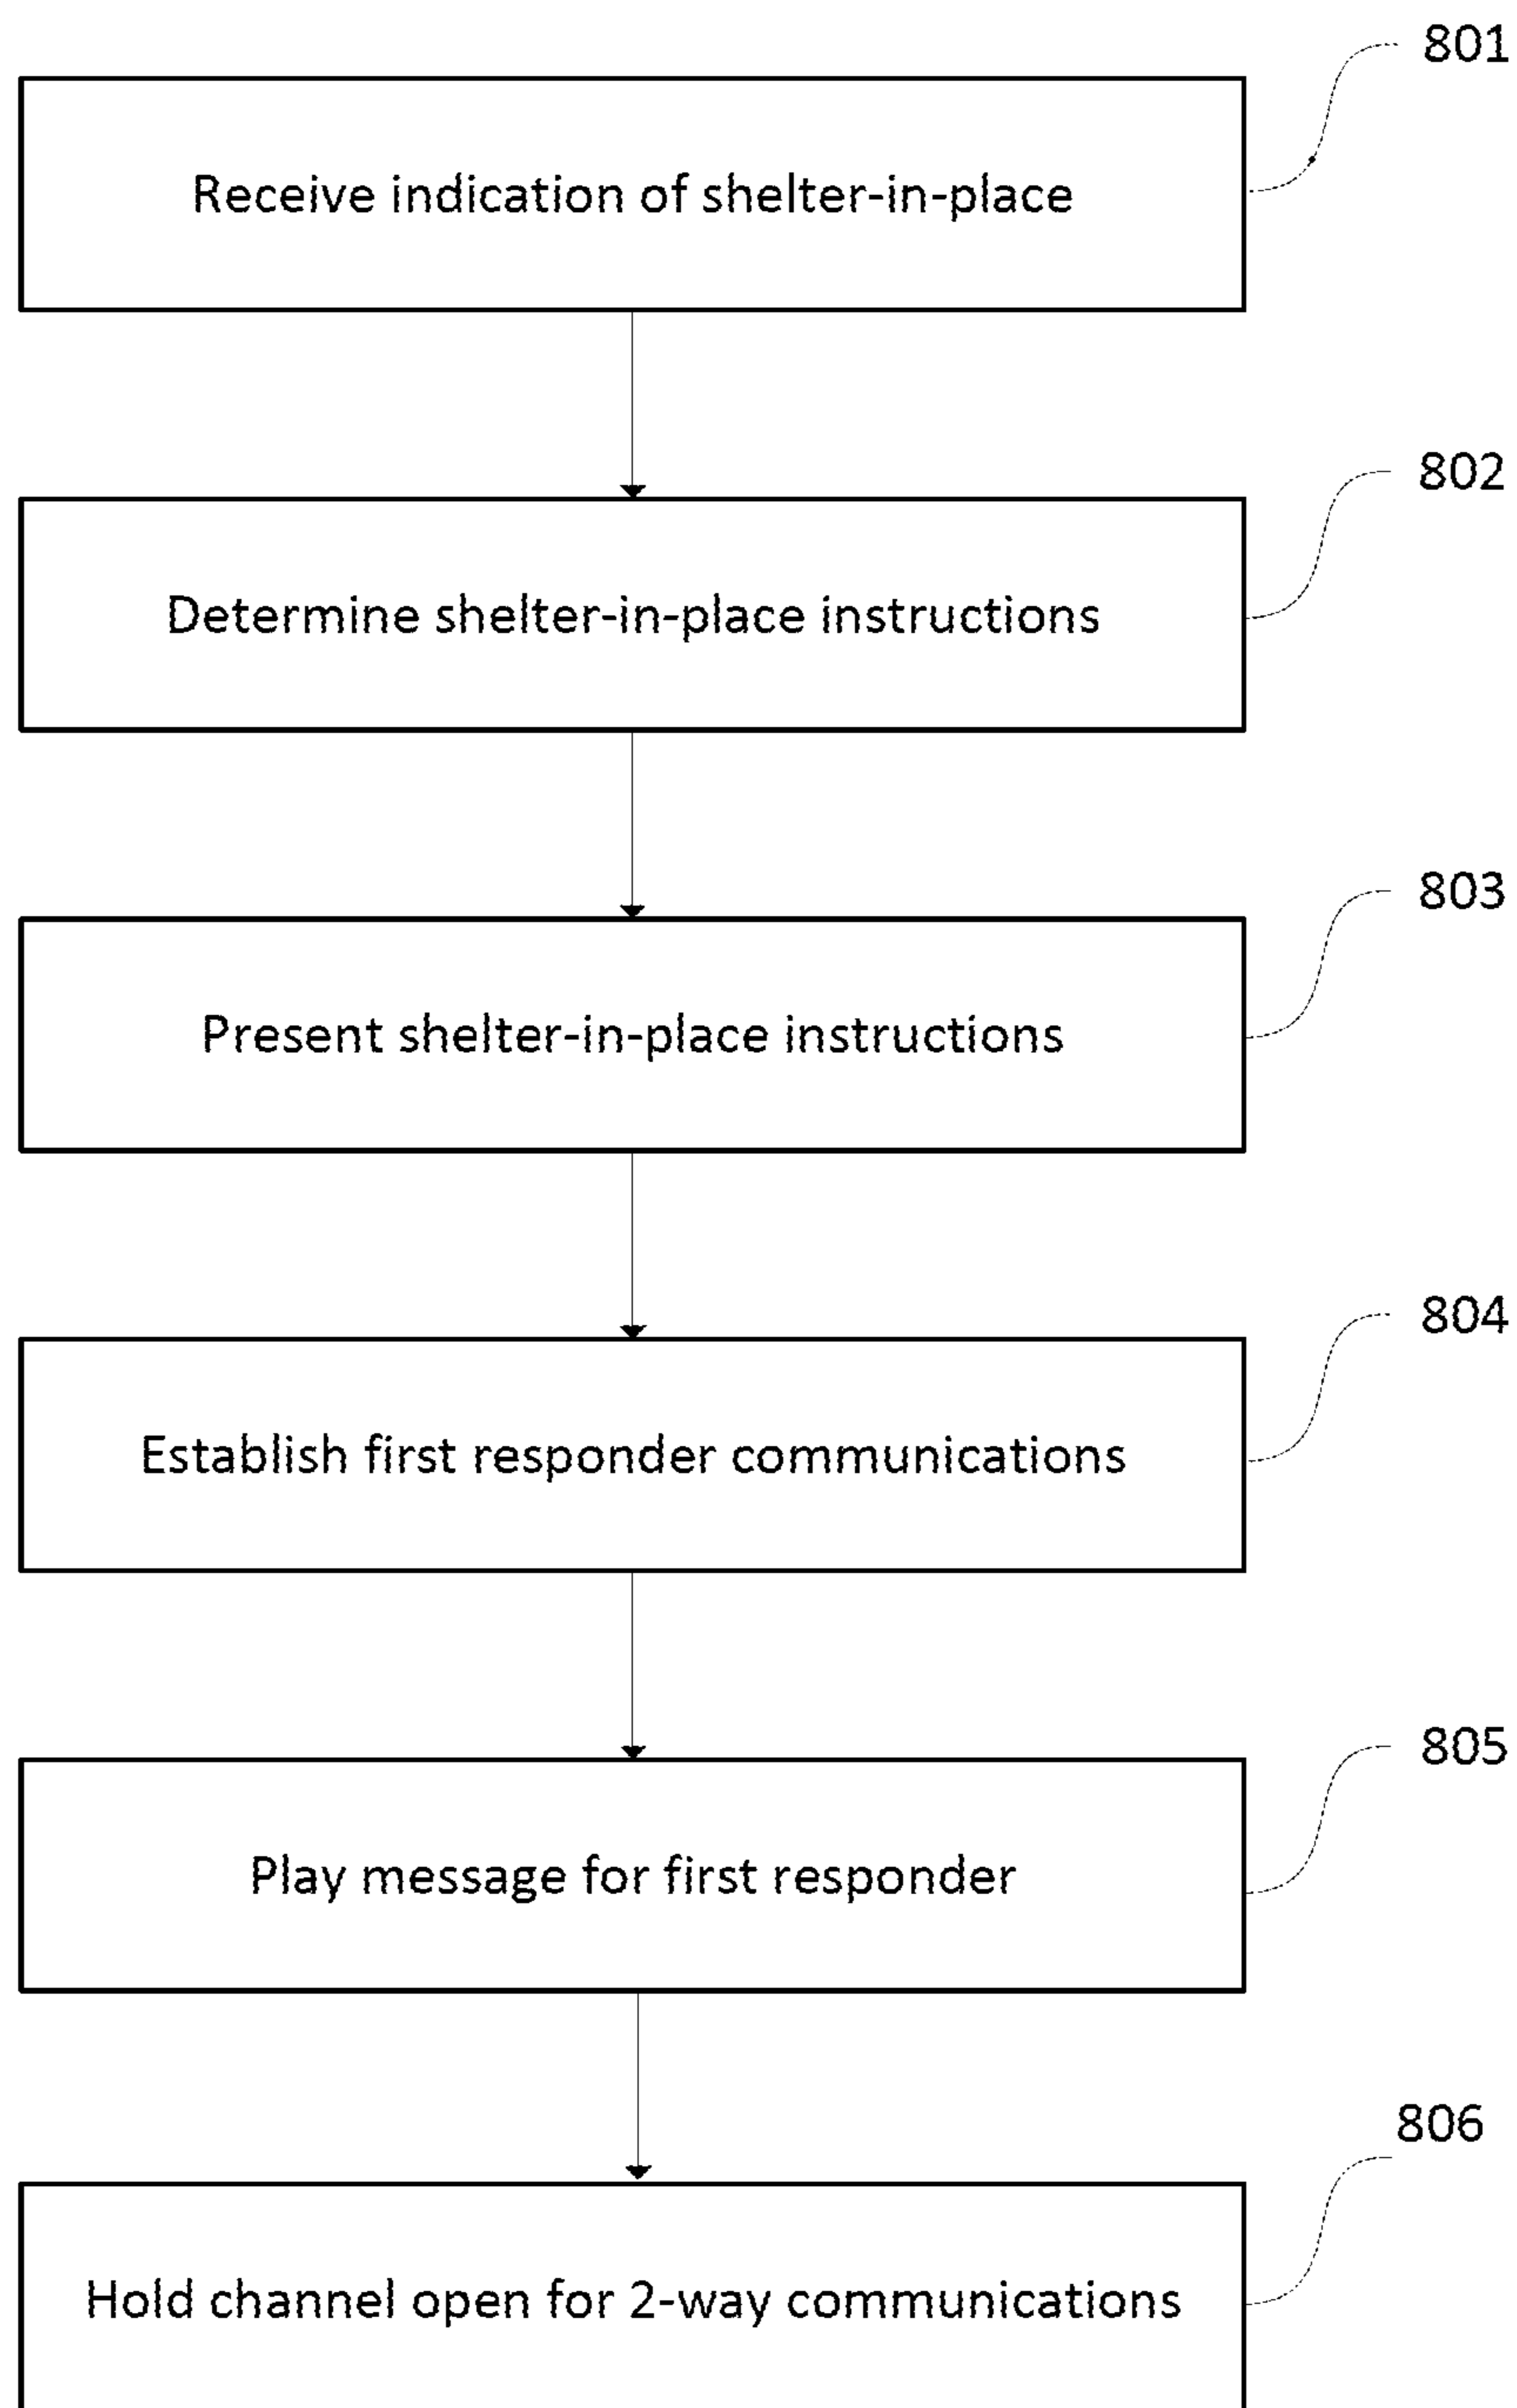 801
Receive indication of shelter-in-place
802
Determine shelter-in-place instructions
803
Present shelter-in-place instructions
804
Establish first responder communications
805
Play message for first responder
806
Hold channel open for 2-way communications